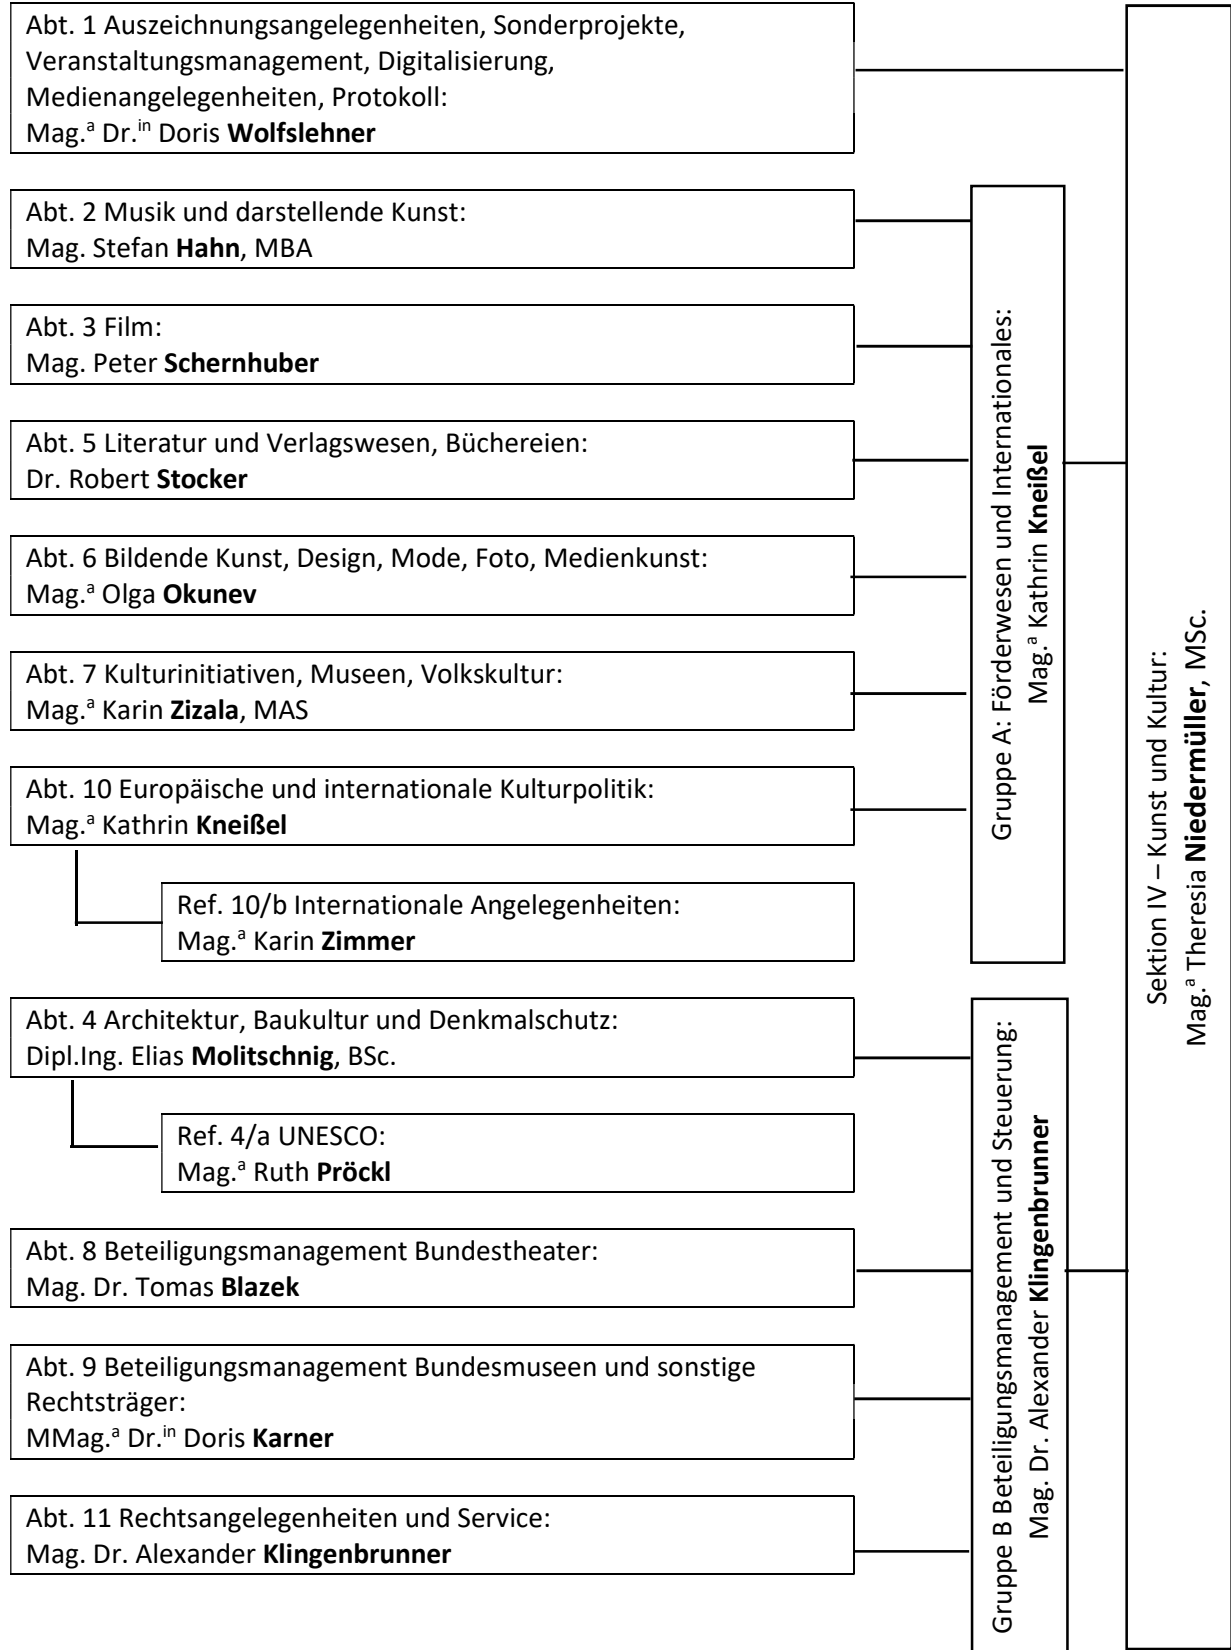 Abt. 1 Auszeichnungsangelegenheiten, Sonderprojekte,
Veranstaltungsmanagement, Digitalisierung,
Medienangelegenheiten, Protokoll:
Mag.ᵃ Dr.ⁱⁿ Doris Wolfslehner
Abt. 2 Musik und darstellende Kunst:
Mag. Stefan Hahn, MBA
Abt. 3 Film:
Mag. Peter Schernhuber
Abt. 5 Literatur und Verlagswesen, Büchereien:
Dr. Robert Stocker
Abt. 6 Bildende Kunst, Design, Mode, Foto, Medienkunst:
Mag.ᵃ Olga Okunev
Abt. 7 Kulturinitiativen, Museen, Volkskultur:
Mag.ᵃ Karin Zizala, MAS
Abt. 10 Europäische und internationale Kulturpolitik:
Mag.ᵃ Kathrin Kneißel
Ref. 10/b Internationale Angelegenheiten:
Mag.ᵃ Karin Zimmer
Abt. 4 Architektur, Baukultur und Denkmalschutz:
Dipl.Ing. Elias Molitschnig, BSc.
Ref. 4/a UNESCO:
Mag.ᵃ Ruth Pröckl
Abt. 8 Beteiligungsmanagement Bundestheater:
Mag. Dr. Tomas Blazek
Abt. 9 Beteiligungsmanagement Bundesmuseen und sonstige
Rechtsträger:
MMag.ᵃ Dr.ⁱⁿ Doris Karner
Abt. 11 Rechtsangelegenheiten und Service:
Mag. Dr. Alexander Klingenbrunner
Gruppe A: Förderwesen und Internationales:
Mag.ᵃ Kathrin Kneißel
Gruppe B Beteiligungsmanagement und Steuerung:
Mag. Dr. Alexander Klingenbrunner
Sektion IV – Kunst und Kultur:
Mag.ᵃ Theresia Niedermüller, MSc.